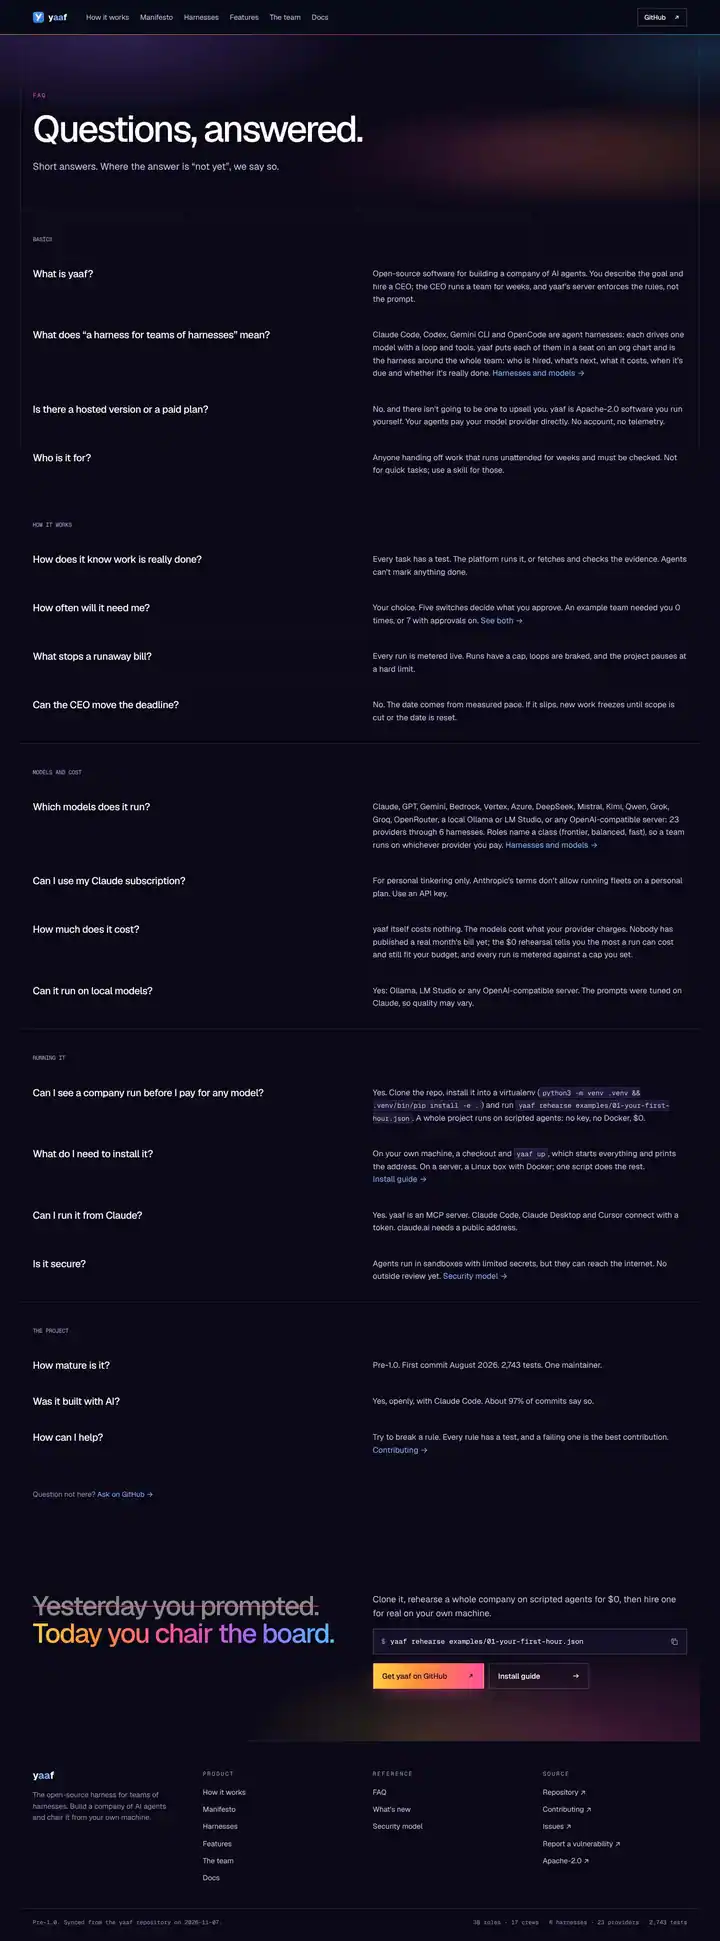 yaaf
How it works
Manifesto
Harnesses
Features
The team
Docs
GitHub ↗
FAQ
Questions, answered.
Short answers. Where the answer is “not yet”, we say so.
BASICS
What is yaaf?
Open-source software for building a company of AI agents. You describe the goal and
hire a CEO; the CEO runs a team for weeks, and yaaf's server enforces the rules, not
the prompt.
What does “a harness for teams of harnesses” mean?
Claude Code, Codex, Gemini CLI and OpenCode are agent harnesses: each drives one
model with a loop and tools. yaaf puts each of them in a seat on an org chart and is
the harness around the whole team: who is hired, what's next, what it costs, when it's
due and whether it's really done. Harnesses and models →
Is there a hosted version or a paid plan?
No, and there isn't going to be one to upsell you. yaaf is Apache-2.0 software you run
yourself. Your agents pay your model provider directly. No account, no telemetry.
Who is it for?
Anyone handing off work that runs unattended for weeks and must be checked. Not
for quick tasks; use a skill for those.
HOW IT WORKS
How does it know work is really done?
Every task has a test. The platform runs it, or fetches and checks the evidence. Agents
can't mark anything done.
How often will it need me?
Your choice. Five switches decide what you approve. An example team needed you 0
times, or 7 with approvals on. See both →
What stops a runaway bill?
Every run is metered live. Runs have a cap, loops are braked, and the project pauses at
a hard limit.
Can the CEO move the deadline?
No. The date comes from measured pace. If it slips, new work freezes until scope is
cut or the date is reset.
MODELS AND COST
Which models does it run?
Claude, GPT, Gemini, Bedrock, Vertex, Azure, DeepSeek, Mistral, Kimi, Qwen, Grok,
Groq, OpenRouter, a local Ollama or LM Studio, or any OpenAI-compatible server: 23
providers through 6 harnesses. Roles name a class (frontier, balanced, fast), so a team
runs on whichever provider you pay. Harnesses and models →
Can I use my Claude subscription?
For personal tinkering only. Anthropic's terms don't allow running fleets on a personal
plan. Use an API key.
How much does it cost?
yaaf itself costs nothing. The models cost what your provider charges. Nobody has
published a real month's bill yet; the $0 rehearsal tells you the most a run can cost
and still fit your budget, and every run is metered against a cap you set.
Can it run on local models?
Yes: Ollama, LM Studio or any OpenAI-compatible server. The prompts were tuned on
Claude, so quality may vary.
RUNNING IT
Can I see a company run before I pay for any model?
Yes. Clone the repo, install it into a virtualenv ( python3 -m venv .venv &&
.venv/bin/pip install -e . ) and run yaaf rehearse examples/01-your-first-
hour.json . A whole project runs on scripted agents: no key, no Docker, $0.
What do I need to install it?
On your own machine, a checkout and yaaf up , which starts everything and prints
the address. On a server, a Linux box with Docker; one script does the rest.
Install guide →
Can I run it from Claude?
Yes. yaaf is an MCP server. Claude Code, Claude Desktop and Cursor connect with a
token. claude.ai needs a public address.
Is it secure?
Agents run in sandboxes with limited secrets, but they can reach the internet. No
outside review yet. Security model →
THE PROJECT
How mature is it?
Pre-1.0. First commit August 2026. 2,743 tests. One maintainer.
Was it built with AI?
Yes, openly, with Claude Code. About 97% of commits say so.
How can I help?
Try to break a rule. Every rule has a test, and a failing one is the best contribution.
Contributing →
Question not here? Ask on GitHub →
Yesterday you prompted.
Today you chair the board.
Clone it, rehearse a whole company on scripted agents for $0, then hire one
for real on your own machine.
$ yaaf rehearse examples/01-your-first-hour.json
Get yaaf on GitHub ↗
Install guide →
yaaf
The open-source harness for teams of
harnesses. Build a company of AI agents
and chair it from your own machine.
PRODUCT
How it works
Manifesto
Harnesses
Features
The team
Docs
REFERENCE
FAQ
What's new
Security model
SOURCE
Repository ↗
Contributing ↗
Issues ↗
Report a vulnerability ↗
Apache-2.0 ↗
Pre-1.0. Synced from the yaaf repository on 2026-11-07.
38 roles · 17 crews · 6 harnesses · 23 providers · 2,743 tests